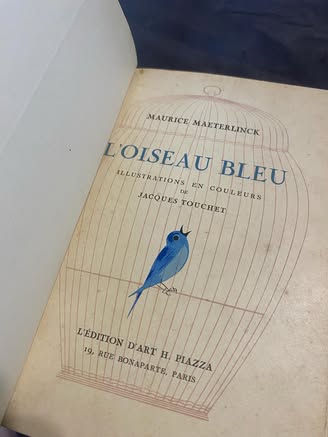 MAURICE MAETERLINCK
L'OISEAU BLEU
ILLUSTRATIONS EN COULEURS
DE
JACQUES TOUCHET
L'ÉDITION D'ART H. PIAZZA
19, RUE BONAPARTE, PARIS